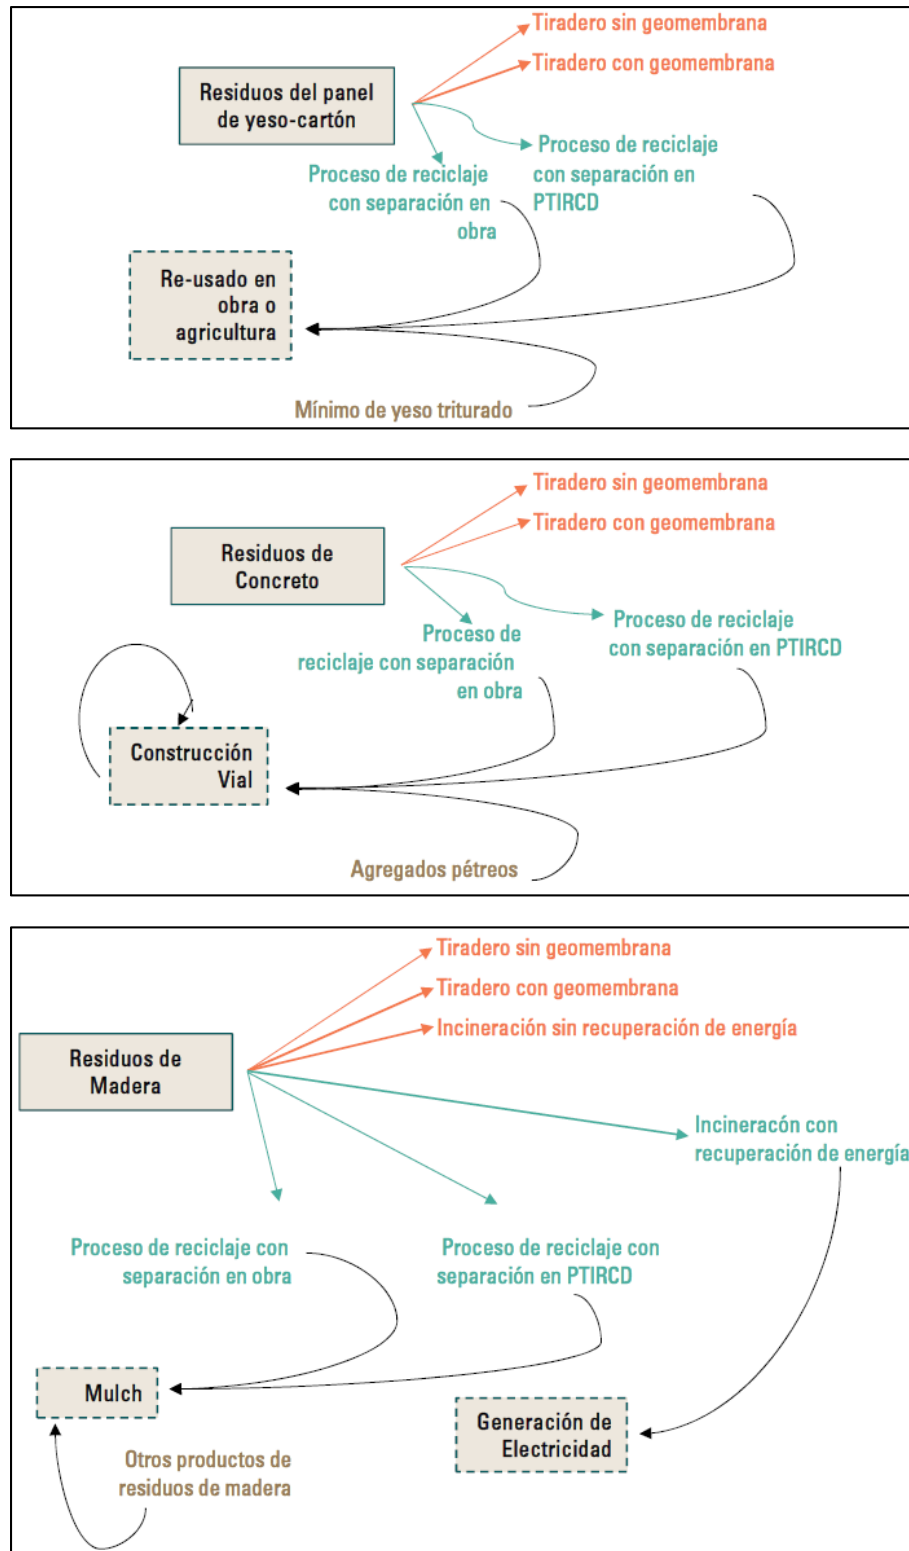 Tiradero sin geomembrana
Tiradero con geomembrana
Residuos del panel
de yeso-cartón
Proceso de reciclaje
con separación en
PTIRCD
Proceso de reciclaje
con separación en
obra
Re-usado en
obra o
agricultura
Mínimo de yeso triturado
Tiradero sin geomembrana
Tiradero con geomembrana
Residuos de
Concreto
Proceso de reciclaje
con separación en PTIRCD
Proceso de
reciclaje con separación
en obra
Construcción
Vial
Agregados pétreos
Tiradero sin geomembrana
Tiradero con geomembrana
Incineración sin recuperación de energía
Residuos de
Madera
Incineracón con
recuperación de energía
Proceso de reciclaje con
separación en obra
Proceso de reciclaje con
separación en PTIRCD
Mulch
Generación de
Electricidad
Otros productos de
residuos de madera